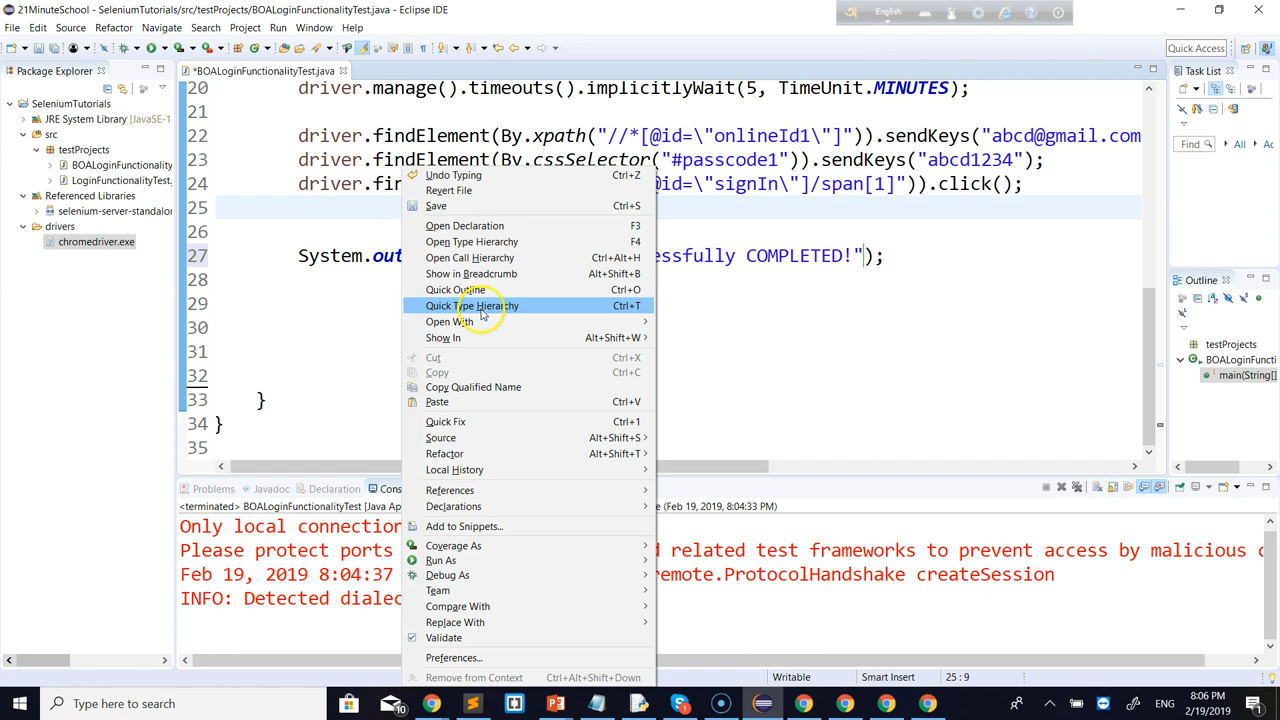 21MinuteSchool - SeleniumTutorials/src/testProjects/BOALoginFunctionalityTest.java - Eclipse IDE
English
File Edit Source Refactor Navigate Search Project Run Window Help
Quick Access
Package Explorer
*BOALoginFunctionalityTest.java
Task List
SeleniumTutorials
JRE System Library [JavaSE-1
src
testProjects
BOALoginFunctionality
LoginFunctionalityTest.
Referenced Libraries
selenium-server-standalon
drivers
chromedriver.exe
20 driver.manage().timeouts().implicitlyWait(5, TimeUnit.MINUTES);
21
22 driver.findElement(By.xpath("//*[@id=\"onlineId1\"]")).sendKeys("abcd@gmail.com
23 driver.findElement(By.cssSelector("#passcode1")).sendKeys("abcd1234");
24 driver.fi @id=\"signIn\"]/span[1]")).click();
25
26
27 System.out essfully COMPLETED!");
28
29
30
31
32
33 }
34 }
35
Undo Typing Ctrl+Z
Revert File
Save Ctrl+S
Open Declaration F3
Open Type Hierarchy F4
Open Call Hierarchy Ctrl+Alt+H
Show in Breadcrumb Alt+Shift+B
Quick Outline Ctrl+O
Quick Type Hierarchy Ctrl+T
Open With
Show In Alt+Shift+W
Cut Ctrl+X
Copy Ctrl+C
Copy Qualified Name
Paste Ctrl+V
Quick Fix Ctrl+1
Source Alt+Shift+S
Refactor Alt+Shift+T
Local History
References
Declarations
Add to Snippets...
Coverage As
Run As
Debug As
Team
Compare With
Replace With
Validate
Preferences...
Remove from Context Ctrl+Alt+Shift+Down
Find All Ac
Outline
testProjects
BOALoginFuncti
main(String[]
Problems Javadoc Declaration Cons
<terminated> BOALoginFunctionalityTest [Java Ap e (Feb 19, 2019 8:04:33 PM)
Only local connection
Please protect ports d related test frameworks to prevent access by malicious c
Feb 19, 2019 8:04:37 remote.ProtocolHandshake createSession
INFO: Detected dialec
Writable Smart Insert 25 : 9
Type here to search
10
ENG
8:06 PM
2/19/2019
1